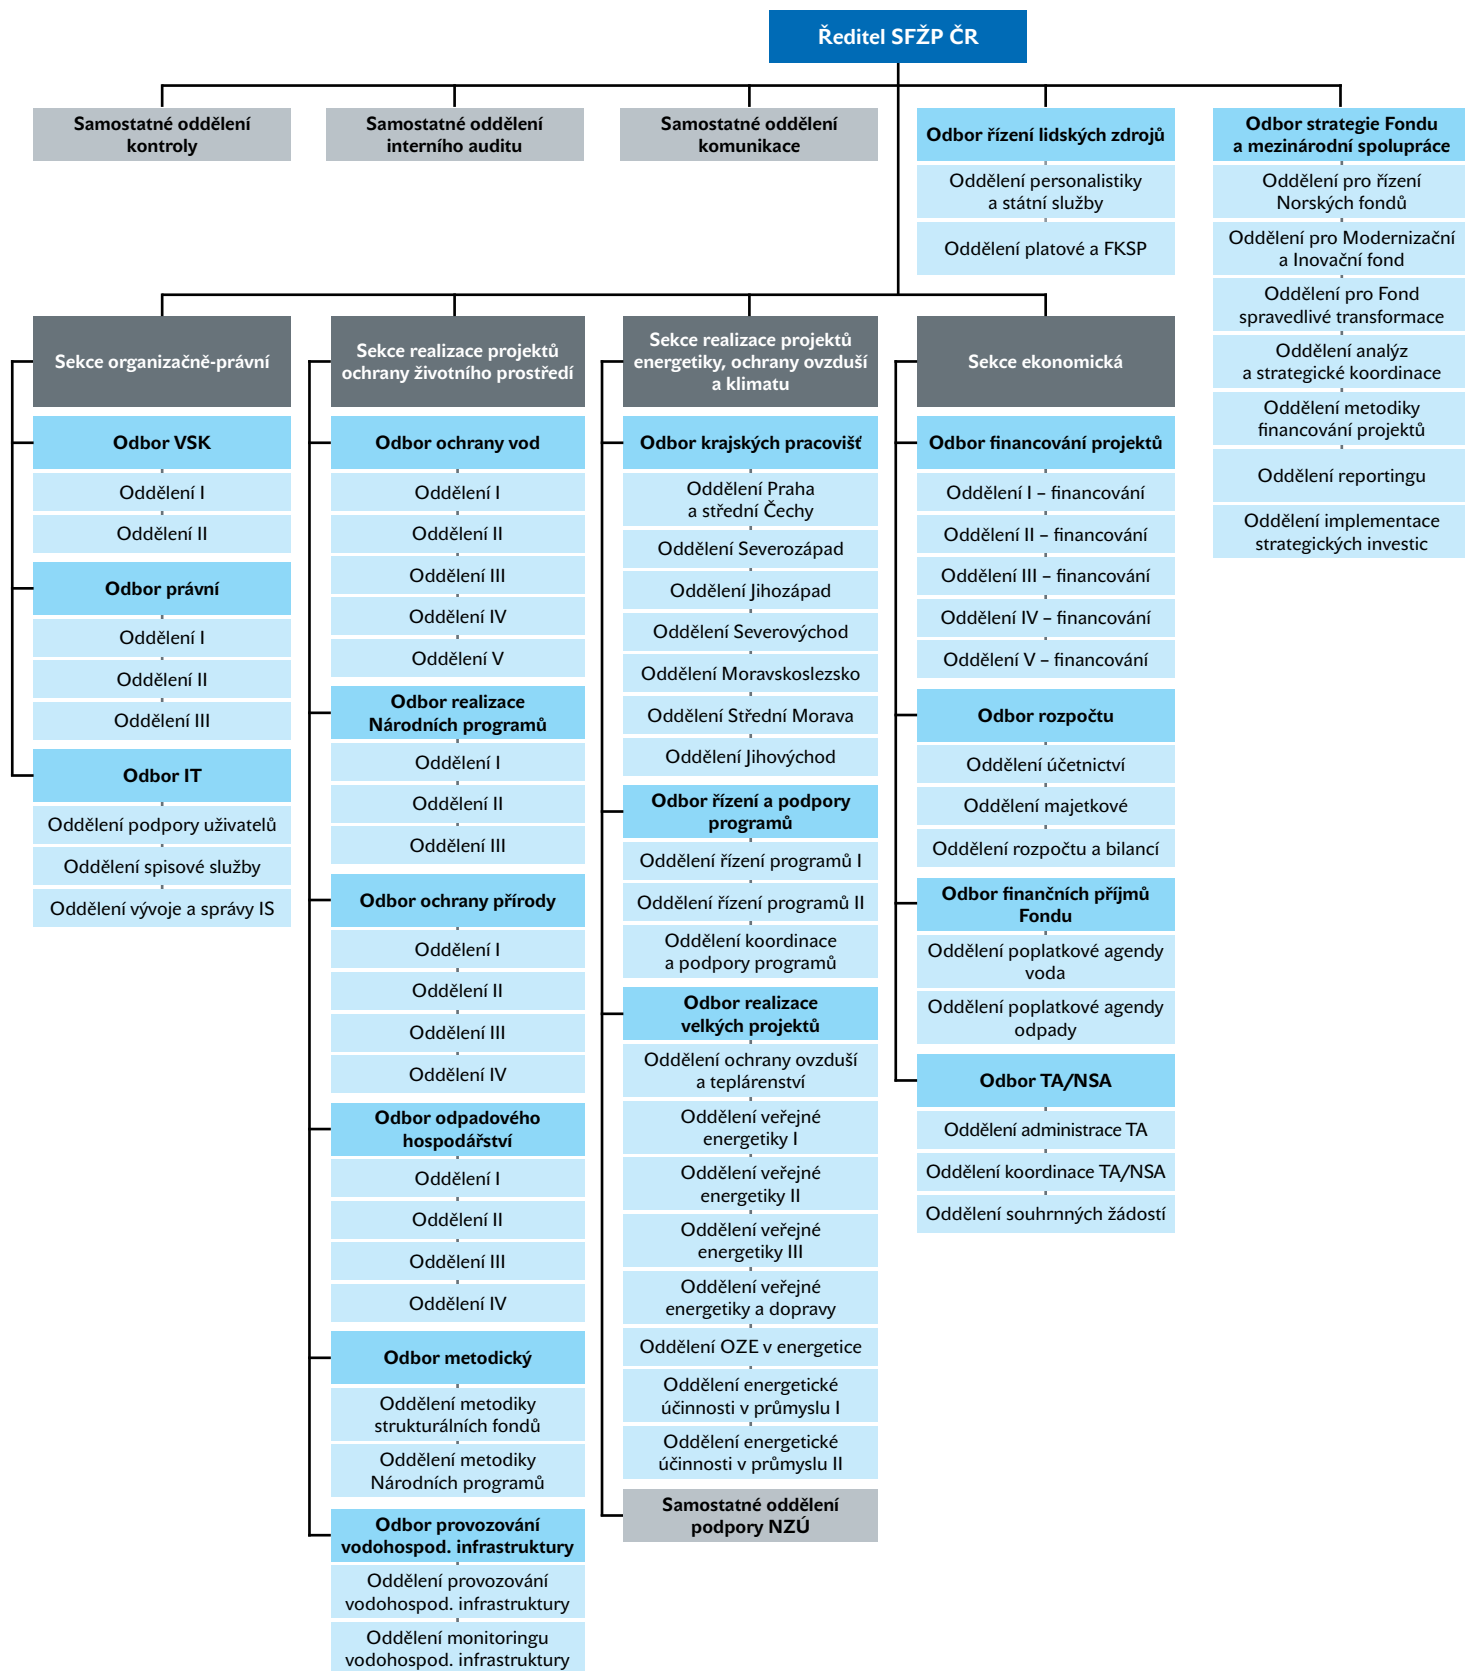 Ředitel SFŽP ČR
Samostatné oddělení
kontroly
Samostatné oddělení
interního auditu
Samostatné oddělení
komunikace
Odbor řízení lidských zdrojů
Oddělení personalistiky
a státní služby
Oddělení platové a FKSP
Odbor strategie Fondu
a mezinárodní spolupráce
Oddělení pro řízení
Norských fondů
Oddělení pro Modernizační
a Inovační fond
Oddělení pro Fond
spravedlivé transformace
Oddělení analýz
a strategické koordinace
Oddělení metodiky
financování projektů
Oddělení reportingu
Oddělení implementace
strategických investic
Sekce organizačně-právní
Odbor VSK
Oddělení I
Oddělení II
Odbor právní
Oddělení I
Oddělení II
Oddělení III
Odbor IT
Oddělení podpory uživatelů
Oddělení spisové služby
Oddělení vývoje a správy IS
Sekce realizace projektů
ochrany životního prostředí
Odbor ochrany vod
Oddělení I
Oddělení II
Oddělení III
Oddělení IV
Oddělení V
Odbor realizace
Národních programů
Oddělení I
Oddělení II
Oddělení III
Odbor ochrany přírody
Oddělení I
Oddělení II
Oddělení III
Oddělení IV
Odbor odpadového
hospodářství
Oddělení I
Oddělení II
Oddělení III
Oddělení IV
Odbor metodický
Oddělení metodiky
strukturálních fondů
Oddělení metodiky
Národních programů
Odbor provozování
vodohospod. infrastruktury
Oddělení provozování
vodohospod. infrastruktury
Oddělení monitoringu
vodohospod. infrastruktury
Sekce realizace projektů
energetiky, ochrany ovzduší
a klimatu
Odbor krajských pracovišť
Oddělení Praha
a střední Čechy
Oddělení Severozápad
Oddělení Jihozápad
Oddělení Severovýchod
Oddělení Moravskoslezsko
Oddělení Střední Morava
Oddělení Jihovýchod
Odbor řízení a podpory
programů
Oddělení řízení programů I
Oddělení řízení programů II
Oddělení koordinace
a podpory programů
Odbor realizace
velkých projektů
Oddělení ochrany ovzduší
a teplárenství
Oddělení veřejné
energetiky I
Oddělení veřejné
energetiky II
Oddělení veřejné
energetiky III
Oddělení veřejné
energetiky a dopravy
Oddělení OZE v energetice
Oddělení energetické
účinnosti v průmyslu I
Oddělení energetické
účinnosti v průmyslu II
Samostatné oddělení
podpory NZÚ
Sekce ekonomická
Odbor financování projektů
Oddělení I – financování
Oddělení II – financování
Oddělení III – financování
Oddělení IV – financování
Oddělení V – financování
Odbor rozpočtu
Oddělení účetnictví
Oddělení majetkové
Oddělení rozpočtu a bilancí
Odbor finančních příjmů
Fondu
Oddělení poplatkové agendy
voda
Oddělení poplatkové agendy
odpady
Odbor TA/NSA
Oddělení administrace TA
Oddělení koordinace TA/NSA
Oddělení souhrnných žádostí